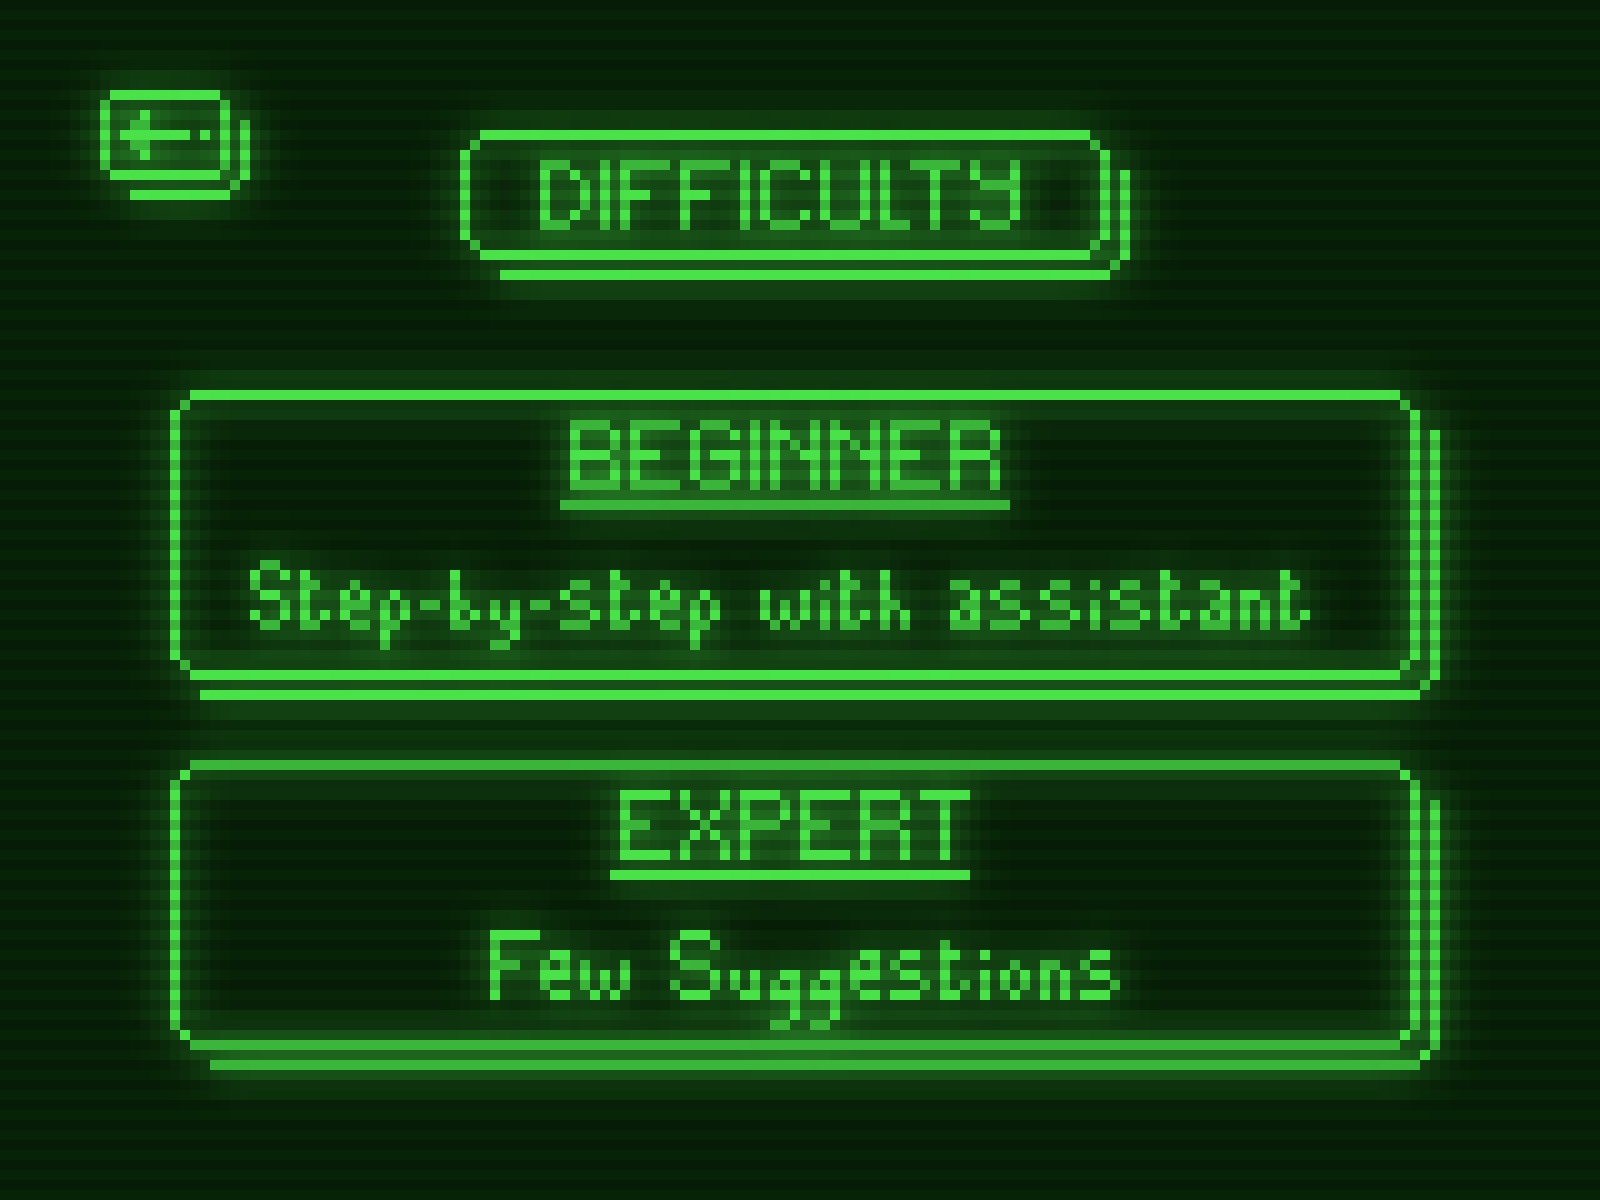 DIFFICULTY
BEGINNER
Step-by-step with assistant
EXPERT
Few Suggestions